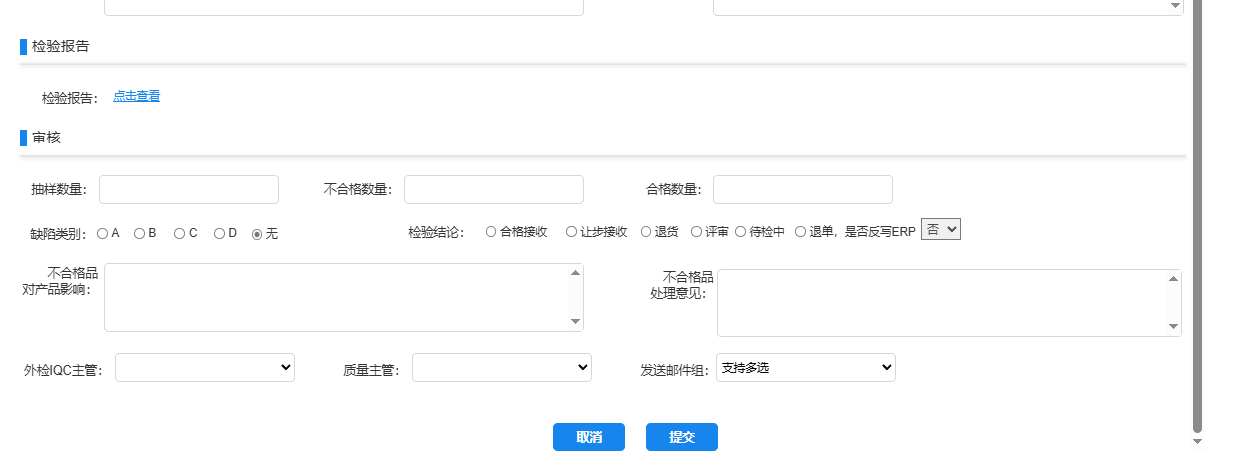 检验报告
检验报告： 点击查看
审核
抽样数量： 不合格数量： 合格数量：
缺陷类别： A B C D 无 检验结论： 合格接收 让步接收 退货 评审 待检中 退单，是否反写ERP 否
不合格品 不合格品
对产品影响： 处理意见：
外检IQC主管： 质量主管： 发送邮件组： 支持多选
取消 提交